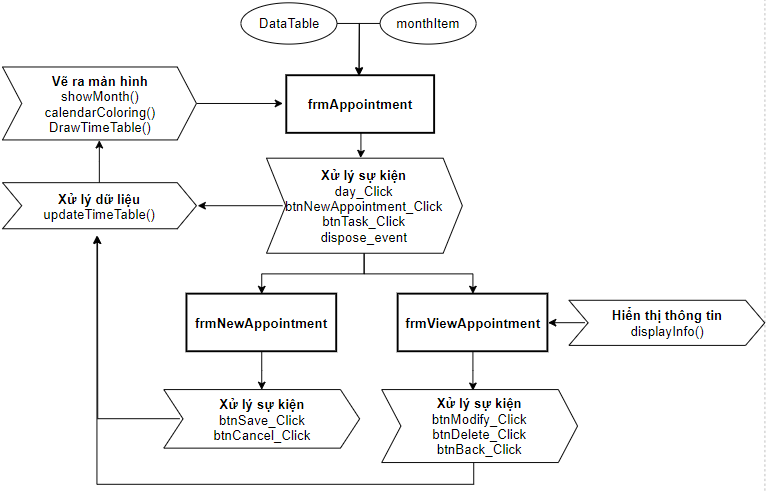 DataTable
monthItem
Vẽ ra màn hình
showMonth()
calendarColoring()
DrawTimeTable()
frmAppointment
Xử lý sự kiện
day_Click
btnNewAppointment_Click
btnTask_Click
dispose_event
Xử lý dữ liệu
updateTimeTable()
frmNewAppointment
frmViewAppointment
Hiển thị thông tin
displayInfo()
Xử lý sự kiện
btnSave_Click
btnCancel_Click
Xử lý sự kiện
btnModify_Click
btnDelete_Click
btnBack_Click